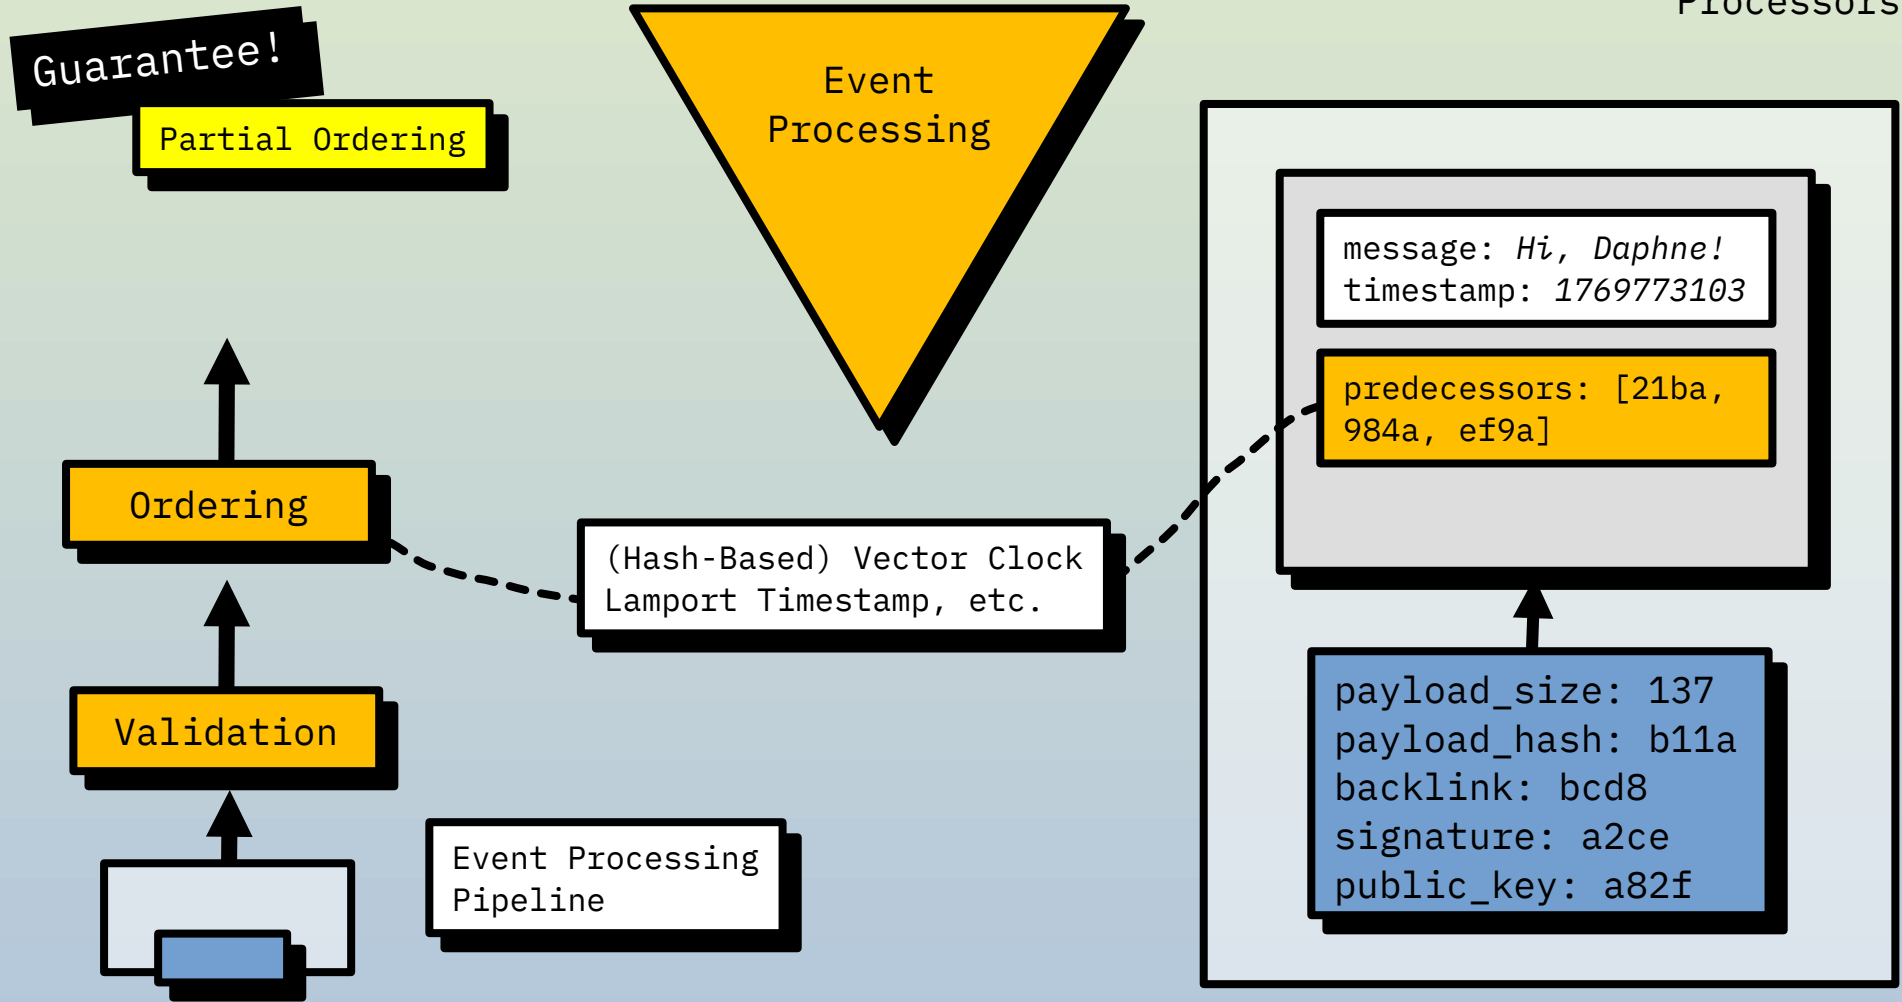 Processors
Guarantee!
Partial Ordering
Event
Processing
message: Hi, Daphne!
timestamp: 1769773103
predecessors: [21ba,
984a, ef9a]
Ordering
(Hash-Based) Vector Clock
Lamport Timestamp, etc.
Validation
payload_size: 137
payload_hash: b11a
backlink: bcd8
signature: a2ce
public_key: a82f
Event Processing
Pipeline